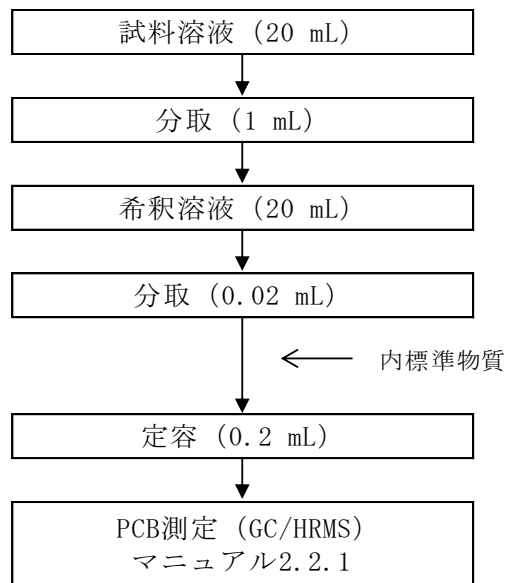 試料溶液 (20 mL)
分取 (1 mL)
希釈溶液 (20 mL)
分取 (0.02 mL)
内標準物質
定容 (0.2 mL)
PCB測定 (GC/HRMS)
マニュアル2.2.1